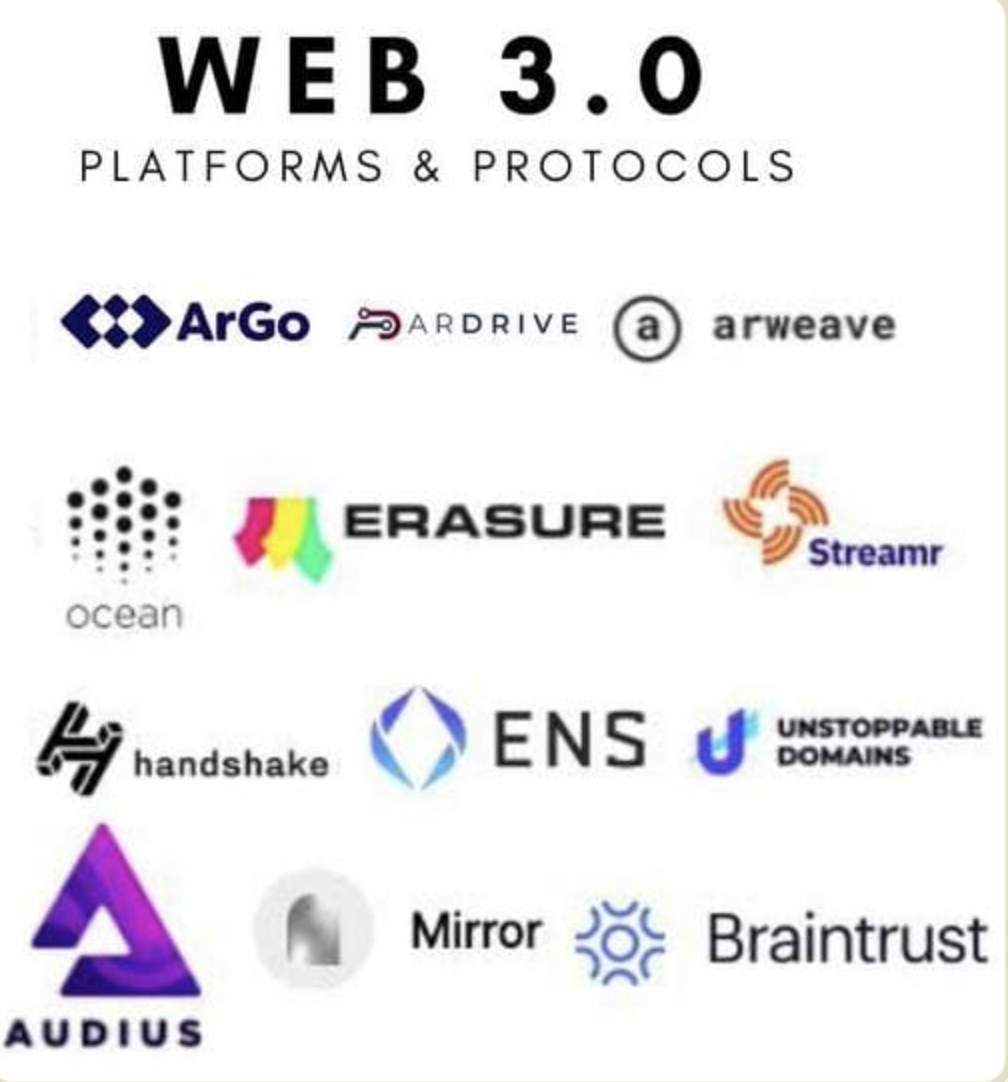 WEB 3.0
PLATFORMS & PROTOCOLS
ArGo
ARDRIVE
a arweave
ocean
ERASURE
Streamr
handshake
ENS
UNSTOPPABLE
DOMAINS
AUDIUS
Mirror
Braintrust